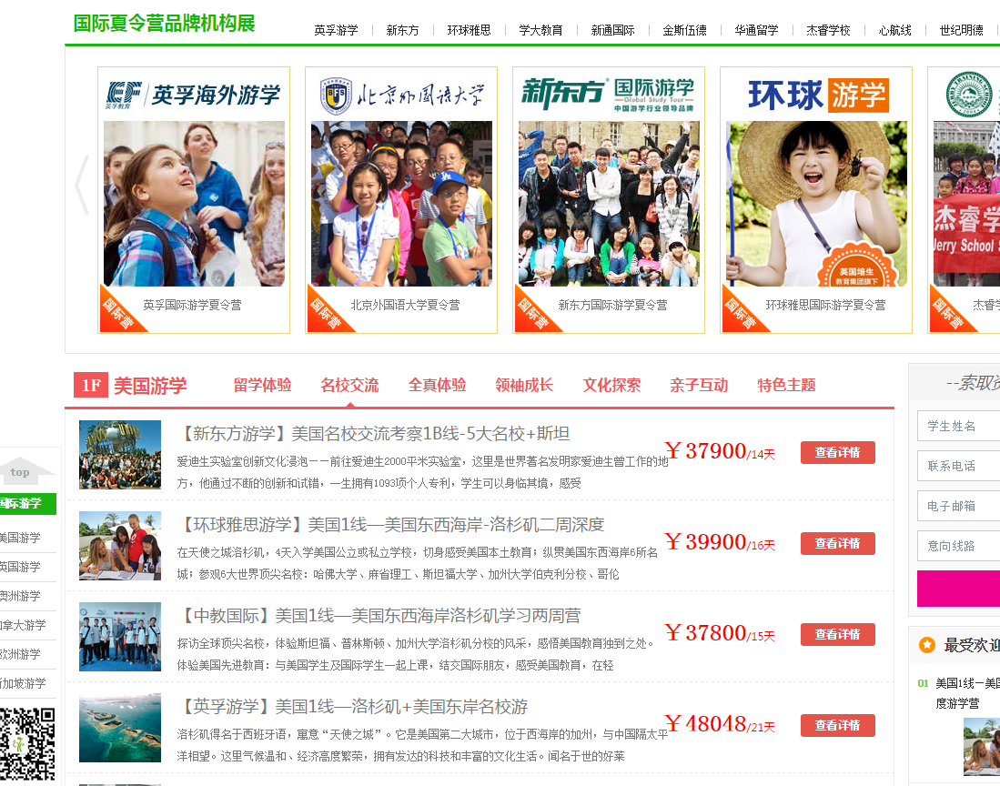 国际夏令营品牌机构展
英孚游学 新东方 环球雅思 学大教育 新通国际 金斯伍德 华通留学 杰睿学校 心航线 世纪明德
EF 英孚教育 英孚海外游学
BFS 北京外国语大学
新东方 国际游学
Global Study Tour
中国游学行业领导品牌
环球 游学
英国培生
教育集团旗下
杰睿学
Jerry School S
国际营 英孚国际游学夏令营
国际营 北京外国语大学夏令营
国际营 新东方国际游学夏令营
国际营 环球雅思国际游学夏令营
国际营 杰睿学
1F 美国游学 留学体验 名校交流 全真体验 领袖成长 文化探索 亲子互动 特色主题
【新东方游学】美国名校交流考察1B线-5大名校+斯坦
爱迪生实验室创新文化浸泡——前往爱迪生2000平米实验室，这里是世界著名发明家爱迪生曾工作的地
方，他通过不断的创新和试错，一生拥有1093项个人专利，学生可以身临其境，感受
￥37900/14天 查看详情
【环球雅思游学】美国1线—美国东西海岸-洛杉矶二周深度
在天使之城洛杉矶，4天入学美国公立或私立学校，切身感受美国本土教育；纵贯美国东西海岸6所名
城；参观6大世界顶尖名校：哈佛大学、麻省理工、斯坦福大学、加州大学伯克利分校、哥伦
￥39900/16天 查看详情
【中教国际】美国1线—美国东西海岸洛杉矶学习两周营
探访全球顶尖名校，体验斯坦福、普林斯顿、加州大学洛杉矶分校的风采，感悟美国教育独到之处。
体验美国先进教育：与美国学生及国际学生一起上课，结交国际朋友，感受美国教育，在轻
￥37800/15天 查看详情
【英孚游学】美国1线—洛杉矶+美国东岸名校游
洛杉矶得名于西班牙语，寓意“天使之城”。它是美国第二大城市，位于西海岸的加州，与中国隔太平
洋相望。这里气候温和、经济高度繁荣，拥有发达的科技和丰富的文化生活。闻名于世的好莱
￥48048/21天 查看详情
--索取资
学生姓名
联系电话
电子邮箱
意向线路
最受欢迎
01 美国1线—美国
度游学营
top
国际游学
美国游学
英国游学
澳洲游学
加拿大游学
欧洲游学
新加坡游学